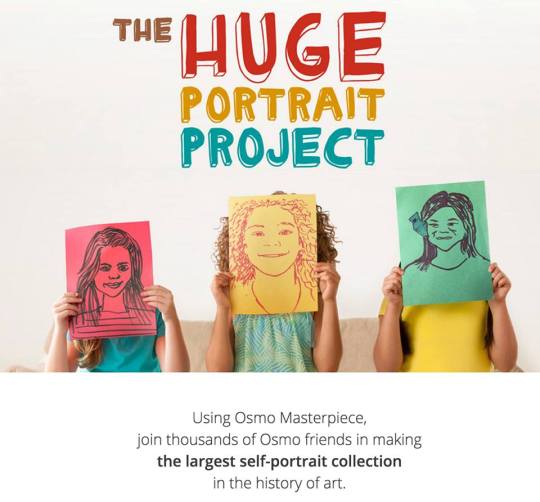 THE HUGE
PORTRAIT
PROJECT
Using Osmo Masterpiece,
join thousands of Osmo friends in making
the largest self-portrait collection
in the history of art.